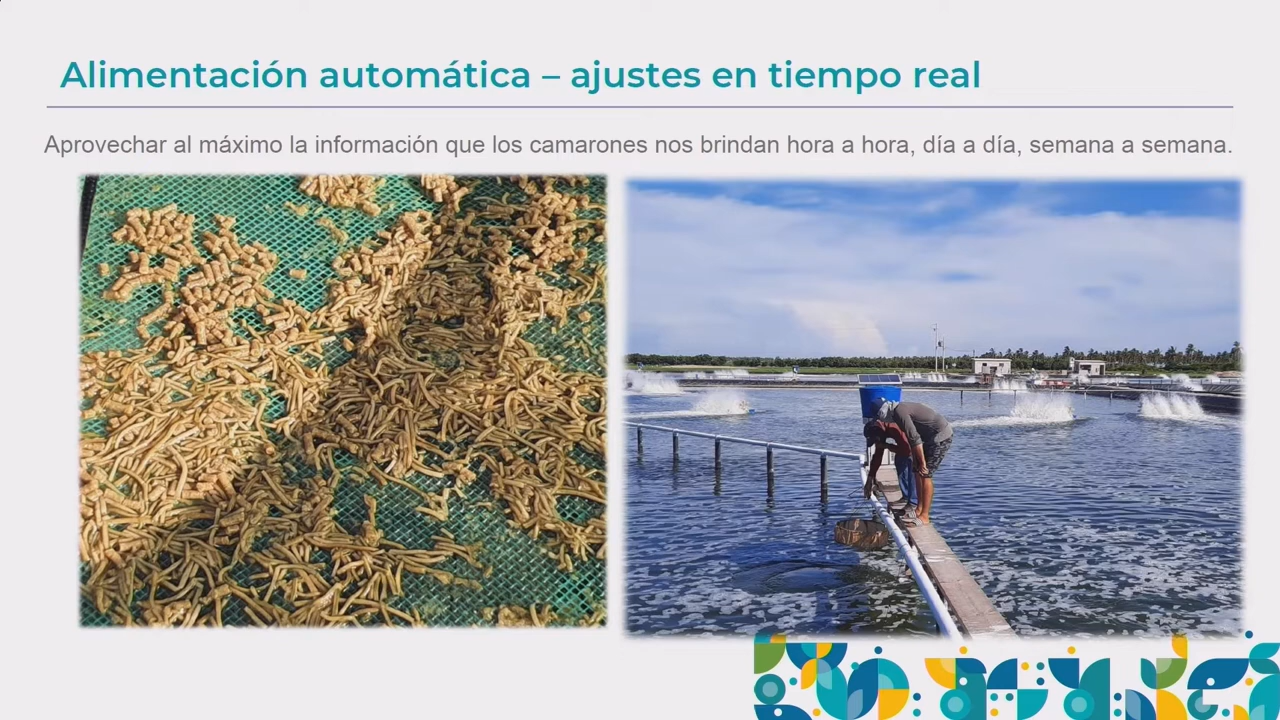 Alimentación automática – ajustes en tiempo real
Aprovechar al máximo la información que los camarones nos brindan hora a hora, día a día, semana a semana.